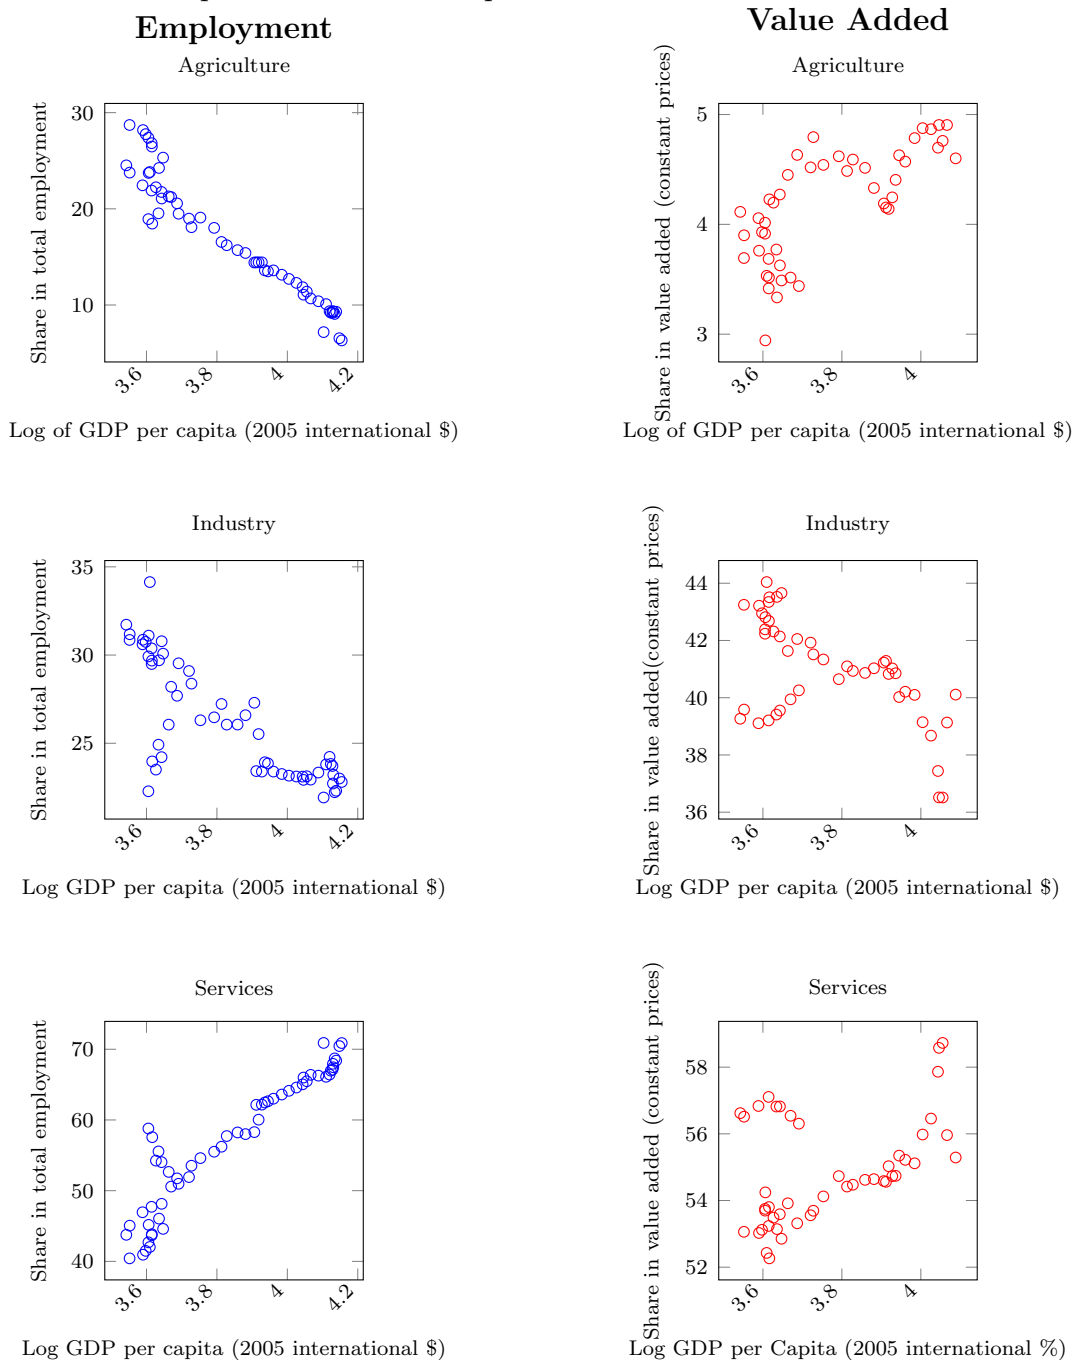 Employment
Value Added
Agriculture
Share in total employment
30
20
10
3.6
3.8
4
4.2
Log of GDP per capita (2005 international $)
Agriculture
Share in value added (constant prices)
5
4
3
3.6
3.8
4
Log of GDP per capita (2005 international $)
Industry
Share in total employment
35
30
25
3.6
3.8
4
4.2
Log GDP per capita (2005 international $)
Industry
Share in value added(constant prices)
44
42
40
38
36
3.6
3.8
4
Log GDP per capita (2005 international $)
Services
Share in total employment
70
60
50
40
3.6
3.8
4
4.2
Log GDP per capita (2005 international $)
Services
Share in value added (constant prices)
58
56
54
52
3.6
3.8
4
Log GDP per Capita (2005 international %)